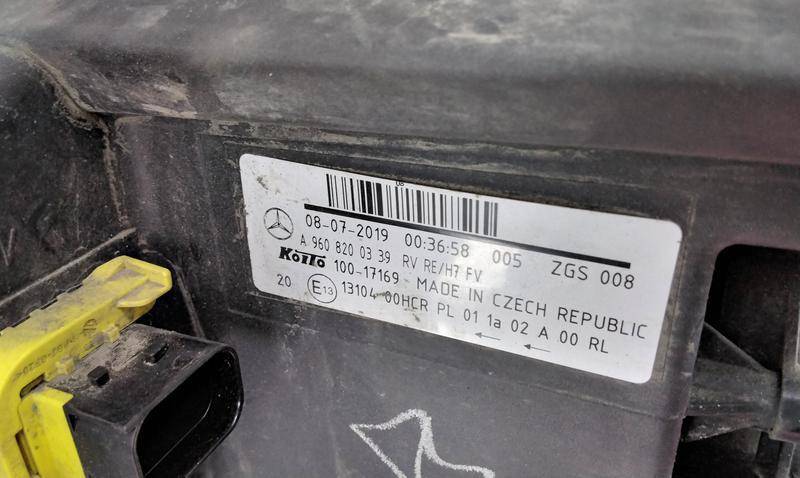 08-07-2019 00:36:58 005 ZGS 008
A 960 820 03 39 RV RE/H7 FV
100-17169 MADE IN CZECH REPUBLIC
20 E13 13104 00HCR PL 01 1a 02 A 00 RL